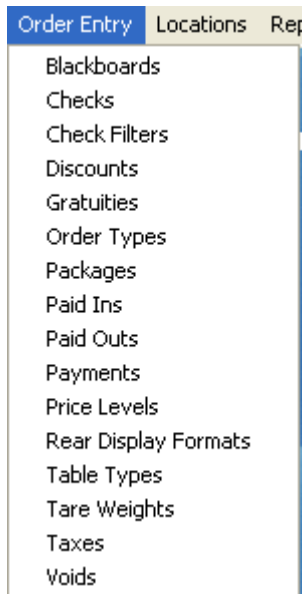 Order Entry Locations Rep
Blackboards
Checks
Check Filters
Discounts
Gratuities
Order Types
Packages
Paid Ins
Paid Outs
Payments
Price Levels
Rear Display Formats
Table Types
Tare Weights
Taxes
Voids